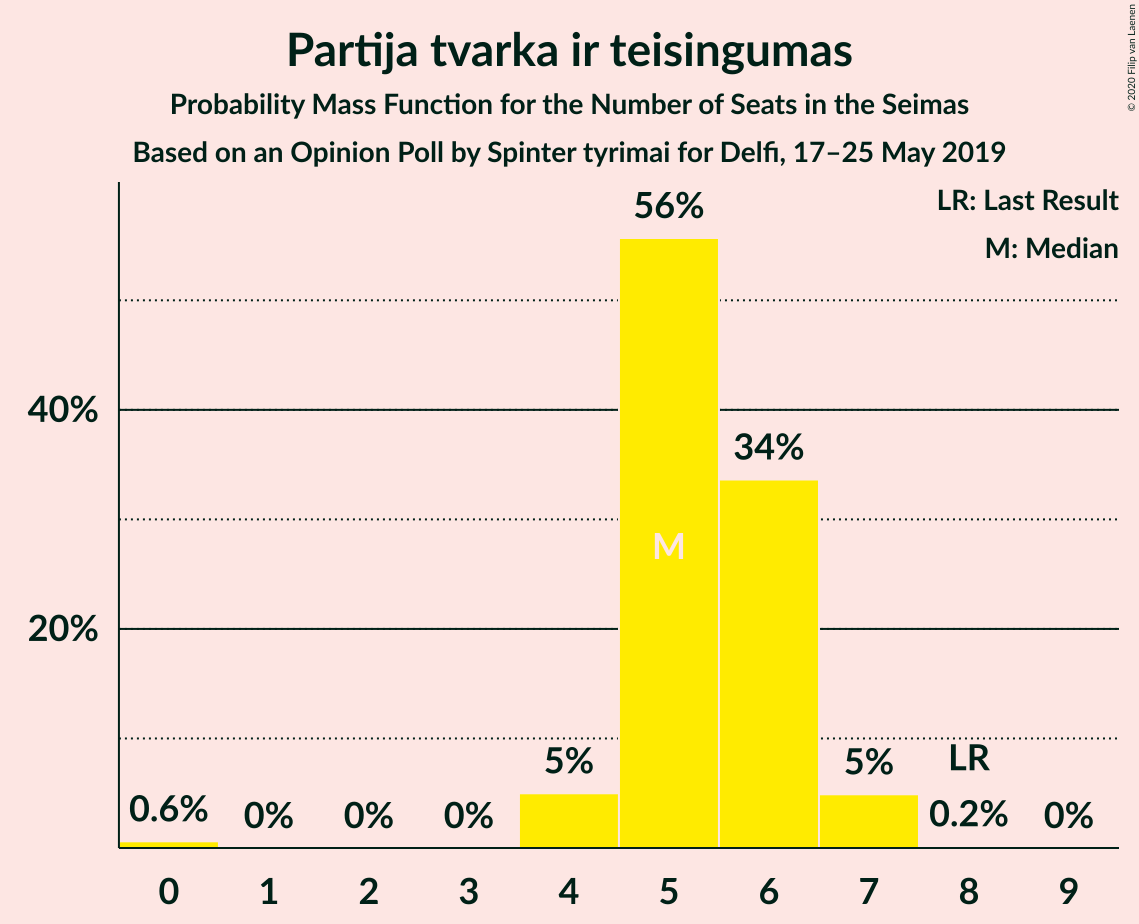 Partija tvarka ir teisingumas
Probability Mass Function for the Number of Seats in the Seimas
Based on an Opinion Poll by Spinter tyrimai for Delfi, 17–25 May 2019
© 2020 Filip van Laenen
LR: Last Result
M: Median
56%
40%
34%
M
20%
5%
5%
LR
0.6%
0%
0%
0%
0.2%
0%
0 1 2 3 4 5 6 7 8 9